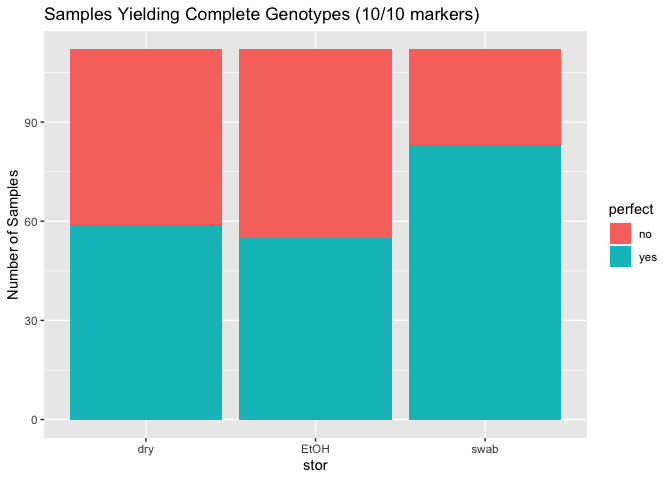 Samples Yielding Complete Genotypes (10/10 markers)
Number of Samples
90
60
30
0
dry
EtOH
swab
stor
perfect
no
yes